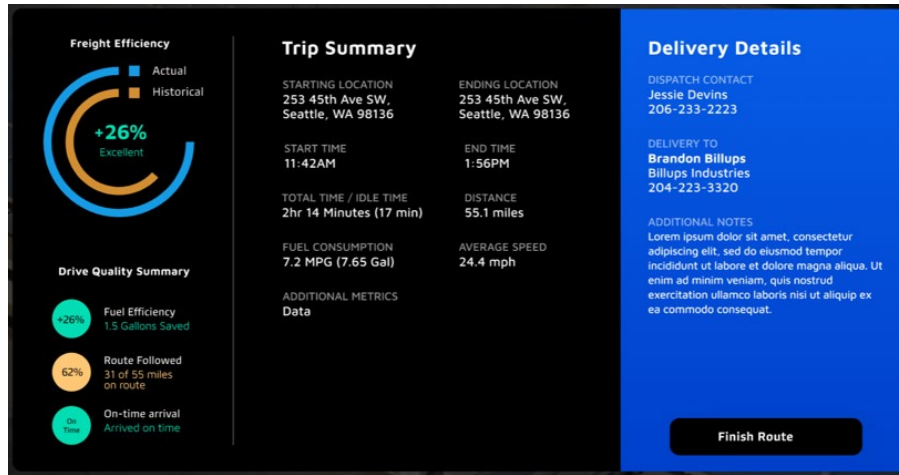 Freight Efficiency
Actual
Historical
+26%
Excellent
Drive Quality Summary
+26%
Fuel Efficiency
1.5 Gallons Saved
62%
Route Followed
31 of 55 miles
on route
On
Time
On-time arrival
Arrived on time
Trip Summary
STARTING LOCATION
253 45th Ave SW,
Seattle, WA 98136
ENDING LOCATION
253 45th Ave SW,
Seattle, WA 98136
START TIME
11:42AM
END TIME
1:56PM
TOTAL TIME / IDLE TIME
2hr 14 Minutes (17 min)
DISTANCE
55.1 miles
FUEL CONSUMPTION
7.2 MPG (7.65 Gal)
AVERAGE SPEED
24.4 mph
ADDITIONAL METRICS
Data
Delivery Details
DISPATCH CONTACT
Jessie Devins
206-233-2223
DELIVERY TO
Brandon Billups
Billups Industries
204-223-3320
ADDITIONAL NOTES
Lorem ipsum dolor sit amet, consectetur
adipiscing elit, sed do eiusmod tempor
incididunt ut labore et dolore magna aliqua. Ut
enim ad minim veniam, quis nostrud
exercitation ullamco laboris nisi ut aliquip ex
ea commodo consequat.
Finish Route